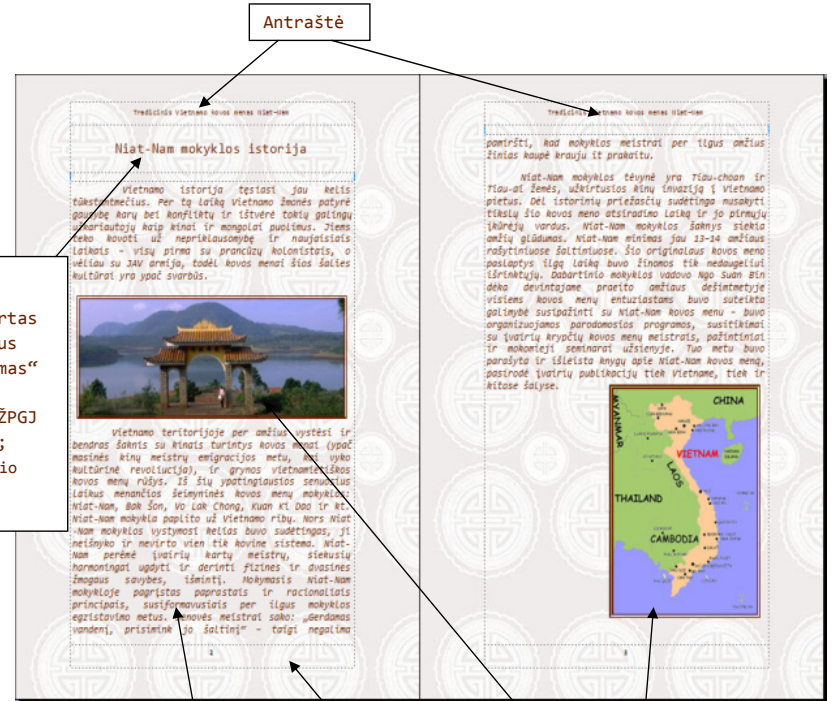 Antraštė
Tradicinis Vietnamo kovos menas Niat-Nam
Niat-Nam mokyklos istorija
Vietnamo istorija tęsiasi jau kelis
tūkstantmečius. Per tą laiką Vietnamo žmonės patyrė
gausybę karų bei konfliktų ir ištvėrė tokių galingų
užkariautojų kaip kinai ir mongolai puolimus. Jiems
teko kovoti už nepriklausomybę ir naujaisiais
laikais - visų pirma su prancūzų kolonistais, o
vėliau su JAV armija, todėl kovos menai šios šalies
kultūrai yra ypač svarbūs.
Vietnamo teritorijoje per amžius vystėsi ir
bendras šaknis su kinais turintys kovos menai (ypač
masinės kinų meistrų emigracijos metu, kai vyko
kultūrinė revoliucija), ir grynos vietnamietiškos
kovos menų rūšys. Iš šių ypatingiausios senuosius
laikus menančios šeimyninės kovos menų mokyklos:
Niat-Nam, Bak Šon, Vo Lak Chong, Kuan Ki Dao ir kt.
Niat-Nam mokykla paplito už Vietnamo ribų. Nors Niat
-Nam mokyklos vystymosi kelias buvo sudėtingas, ji
neišnyko ir nevirto vien tik kovine sistema. Niat-
Nam perėmė įvairių kartų meistrų, siekusių
harmoningai ugdyti ir derinti fizines ir dvasines
žmogaus savybes, išmintį. Mokymasis Niat-Nam
mokykloje pagrįstas paprastais ir racionaliais
principais, susiformavusiais per ilgus mokyklos
egzistavimo metus. Senovės meistrai sako: „Gerdamas
vandenį, prisimink jo šaltinį“ - taigi negalima
2
rtas
us
mas“
ŽPGJ
;
io
Tradicinis Vietnamo kovos menas Niat-Nam
pamiršti, kad mokyklos meistrai per ilgus amžius
žinias kaupė krauju it prakaitu.
Niat-Nam mokyklos tėvynė yra Tiau-choan ir
Tiau-ai žemės, užkirtusios kinų invaziją į Vietnamo
pietus. Dėl istorinių priežasčių sudėtinga nusakyti
tikslų šio kovos meno atsiradimo laiką ir jo pirmųjų
įkūrėjų vardus. Niat-Nam mokyklos šaknys siekia
amžių glūdumas. Niat-Nam minimas jau 13-14 amžiaus
rašytiniuose šaltiniuose. Šio originalaus kovos meno
paslaptys ilgą laiką buvo žinomos tik nedaugeliui
išrinktųjų. Dabartinio mokyklos vadovo Ngo Suan Bin
dėka devintajame praeito amžiaus dešimtmetyje
visiems kovos menų entuziastams buvo suteikta
galimybė susipažinti su Niat-Nam kovos menu - buvo
organizuojamos parodomosios programos, susitikimai
su įvairių krypčių kovos menų meistrais, pažintiniai
ir mokomieji seminarai užsienyje. Tuo metu buvo
parašyta ir išleista knygų apie Niat-Nam kovos meną,
pasirodė įvairių publikacijų tiek Vietname, tiek ir
kitose šalyse.
CHINA
MYANMAR
VIETNAM
LAOS
THAILAND
CAMBODIA
3